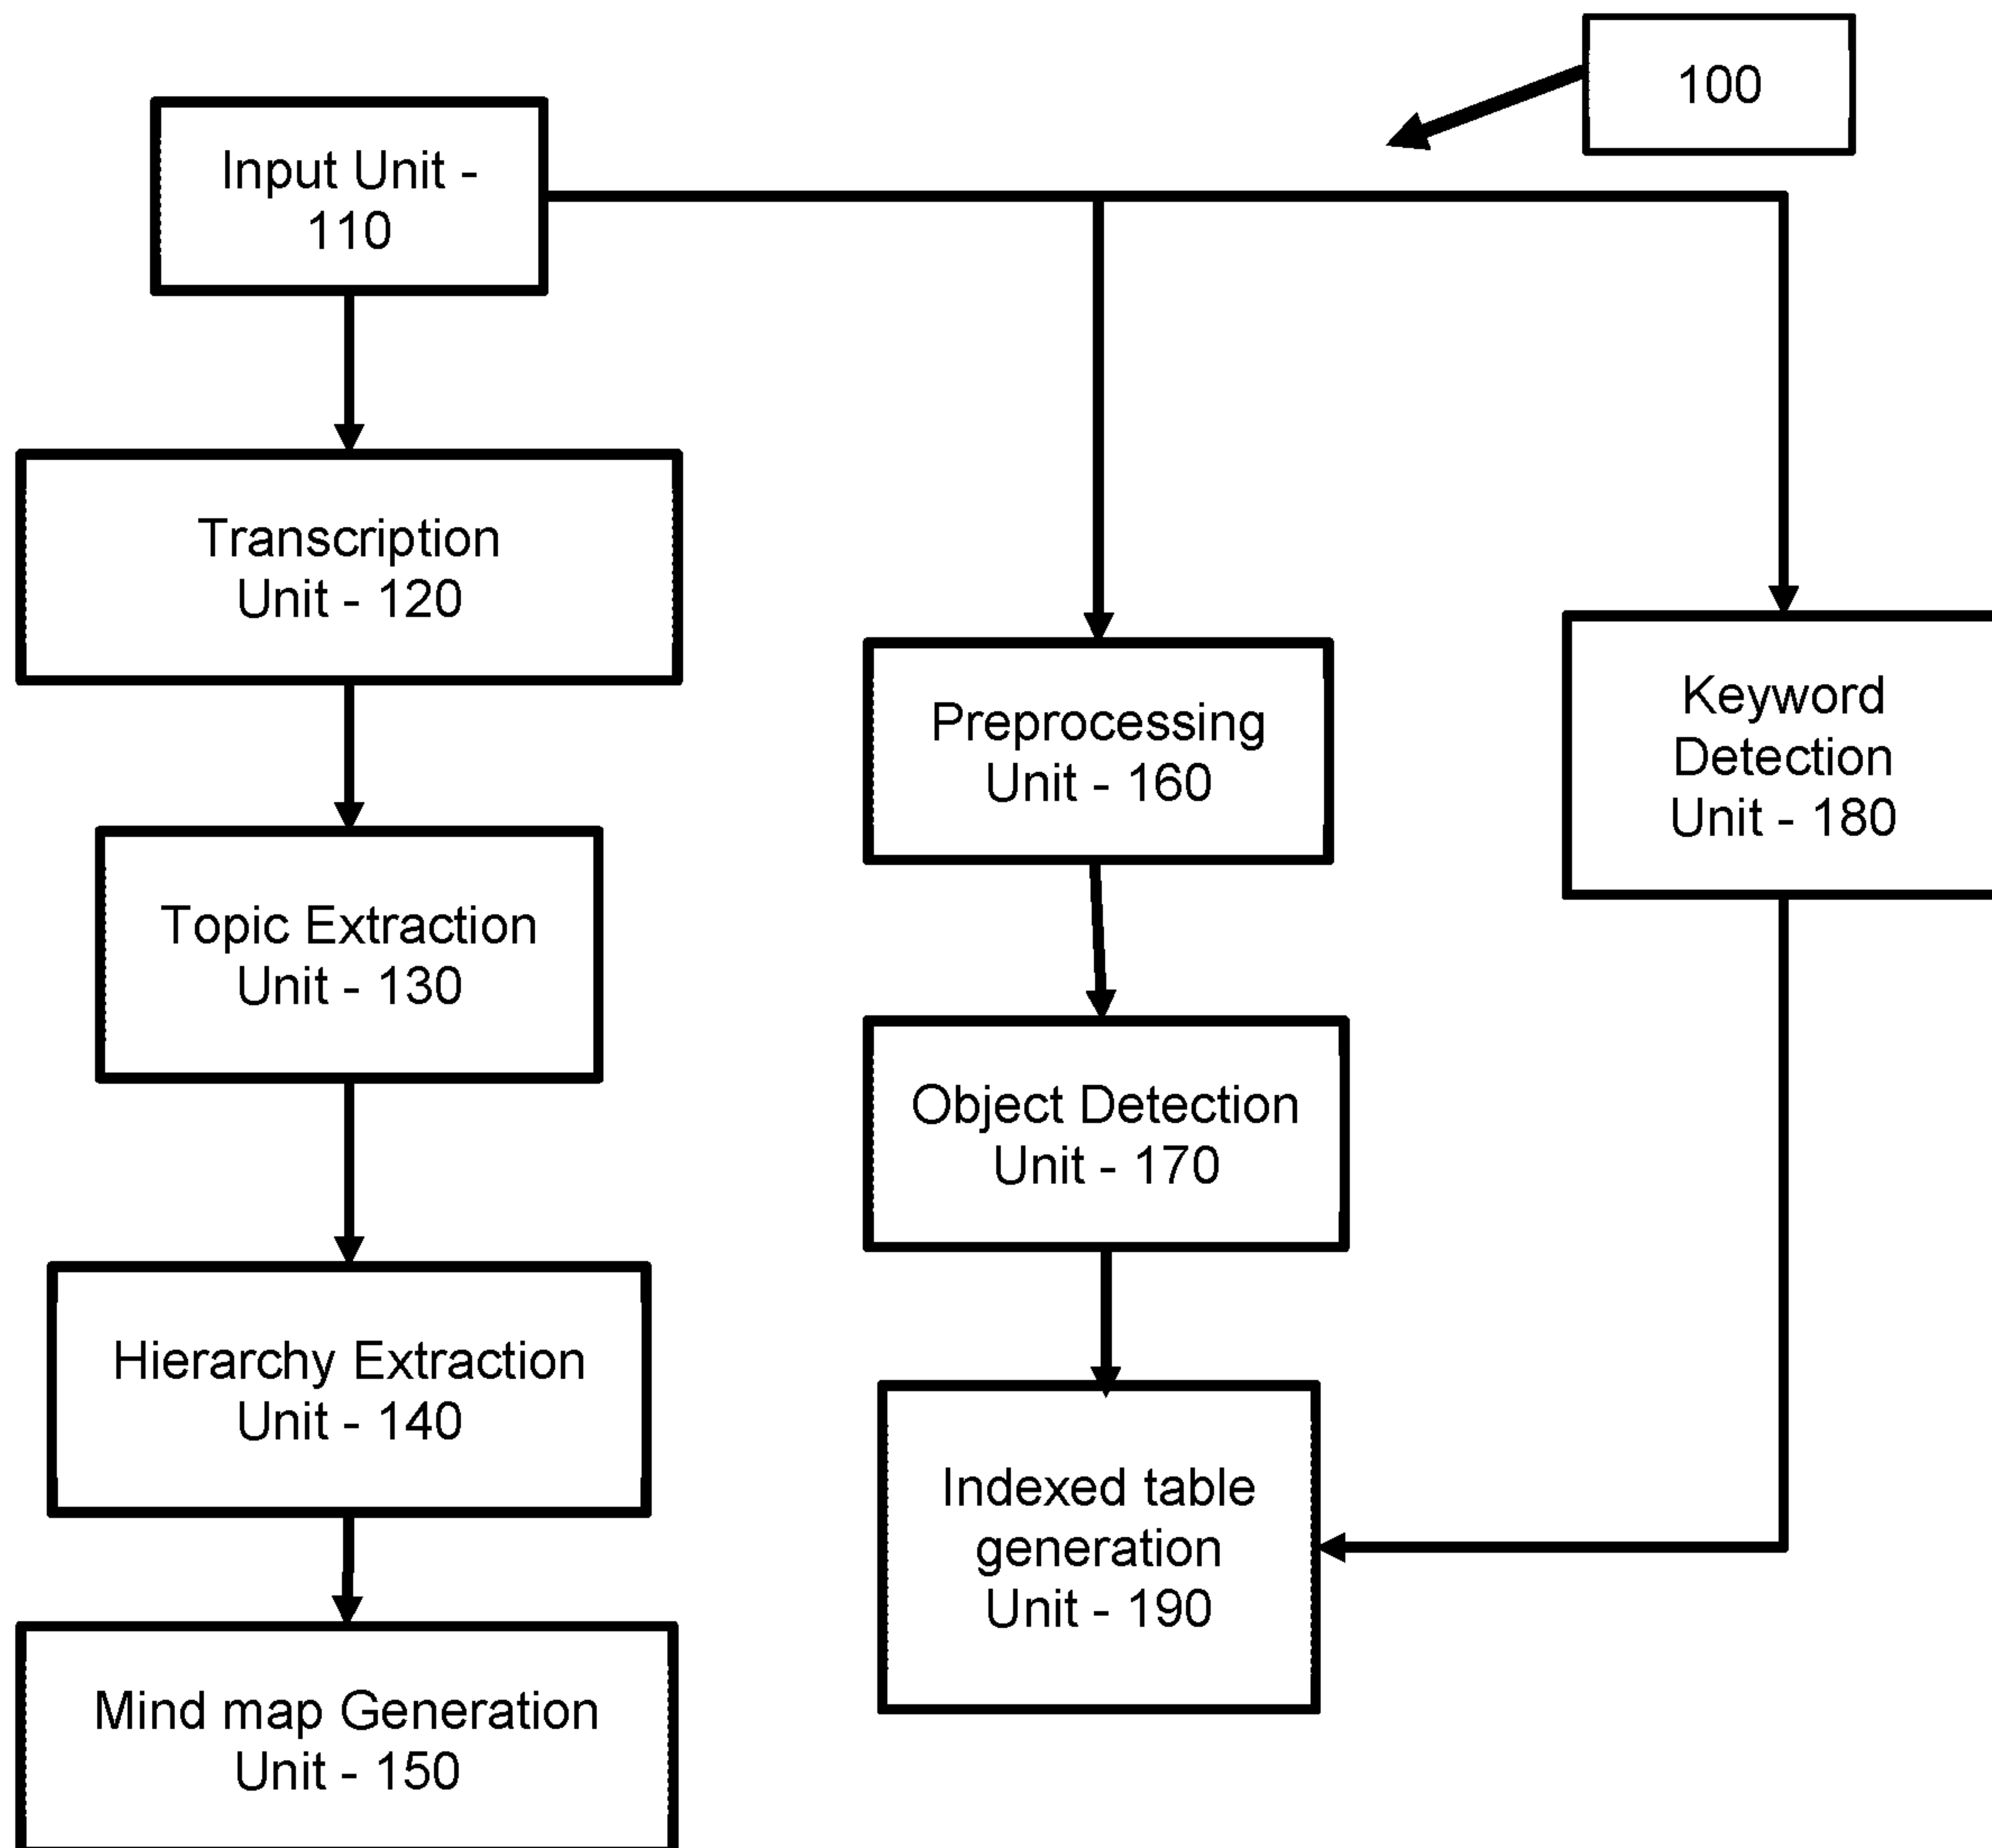 100
Input Unit -
110
Transcription
Unit - 120
Topic Extraction
Unit - 130
Hierarchy Extraction
Unit - 140
Mind map Generation
Unit - 150
Preprocessing
Unit - 160
Object Detection
Unit - 170
Indexed table
generation
Unit - 190
Keyword
Detection
Unit - 180